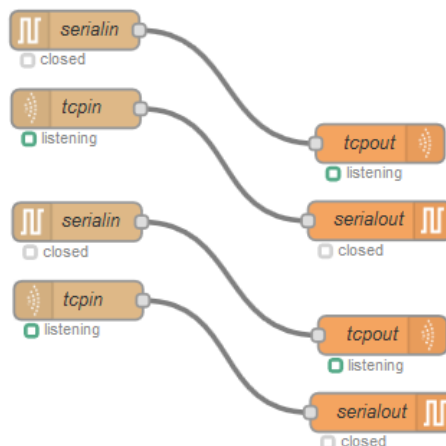 serialin
closed
tcpin
listening
tcpout
listening
serialout
closed
serialin
closed
tcpin
listening
tcpout
listening
serialout
closed